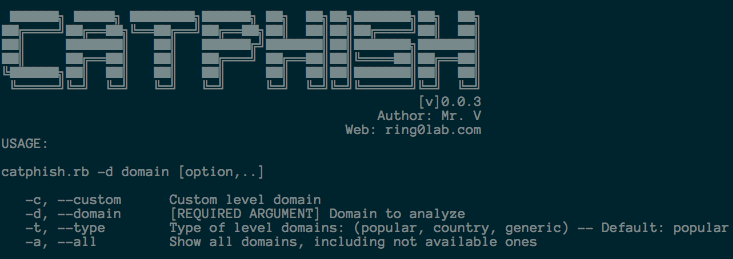 CATPHISH
[v]0.0.3
Author: Mr. V
Web: ring0lab.com
USAGE:
catphish.rb -d domain [option,..]
-c, --custom Custom level domain
-d, --domain [REQUIRED ARGUMENT] Domain to analyze
-t, --type Type of level domains: (popular, country, generic) -- Default: popular
-a, --all Show all domains, including not available ones